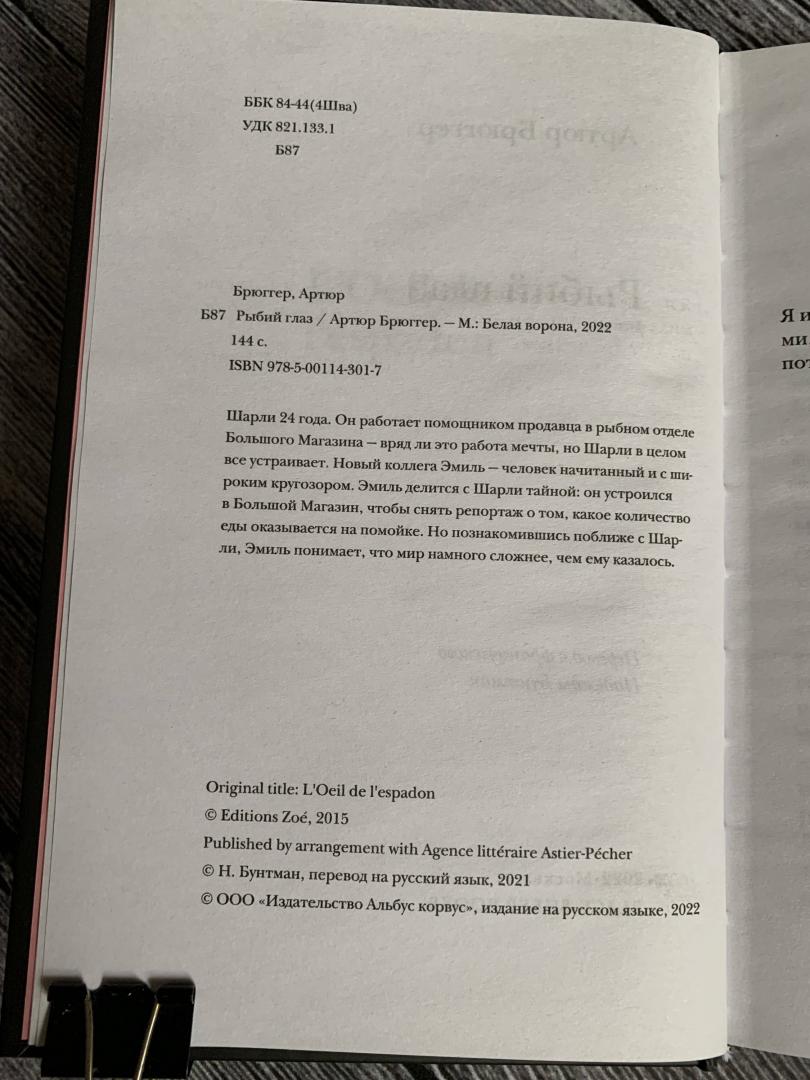 ББК 84-44(4Шва)
УДК 821.133.1
Б87
Брюггер, Артюр
Б87 Рыбий глаз / Артюр Брюггер. — М.: Белая ворона, 2022
144 с.
ISBN 978-5-00114-301-7
Шарли 24 года. Он работает помощником продавца в рыбном отделе
Большого Магазина — вряд ли это работа мечты, но Шарли в целом
все устраивает. Новый коллега Эмиль — человек начитанный и с ши-
роким кругозором. Эмиль делится с Шарли тайной: он устроился
в Большой Магазин, чтобы снять репортаж о том, какое количество
еды оказывается на помойке. Но познакомившись поближе с Шар-
ли, Эмиль понимает, что мир намного сложнее, чем ему казалось.
Original title: L'Oeil de l'espadon
© Editions Zoé, 2015
Published by arrangement with Agence littéraire Astier-Pécher
© Н. Бунтман, перевод на русский язык, 2021
© ООО «Издательство Альбус корвус», издание на русском языке, 2022